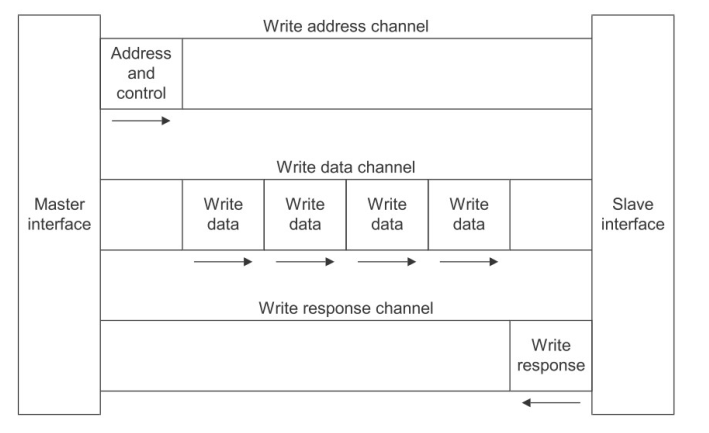 Write address channel
Address
and
control
Write data channel
Master
interface
Write
data
Write
data
Write
data
Write
data
Slave
interface
Write response channel
Write
response